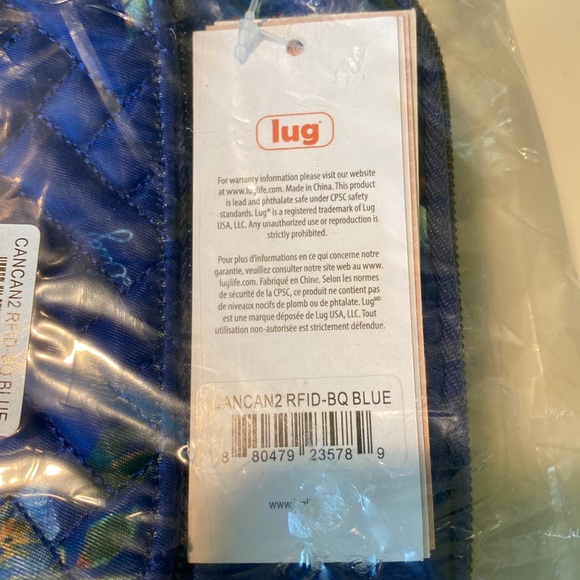 lug®
For warranty information please visit our website
at www.luglife.com. Made in China. This product
is lead and phthalate safe under CPSC safety
standards. Lug® is a registered trademark of Lug
USA, LLC. Any unauthorized use or reproduction is
strictly prohibited.
Pour plus d'informations en ce qui concerne notre
garantie, veuillez consulter notre site web au www.
luglife.com. Fabriqué en Chine. Selon les normes
de sécurité de la CPSC, ce produit ne contient pas
de niveaux nocifs de plomb ou de phtalate. Lug MD
est une marque déposée de Lug USA, LLC. Tout
utilisation non-autorisée est strictement défendue.
CANCAN2 RFID-BQ BLUE
8 80479 23578 9
CANCAN2 RFID-BQ BLUE